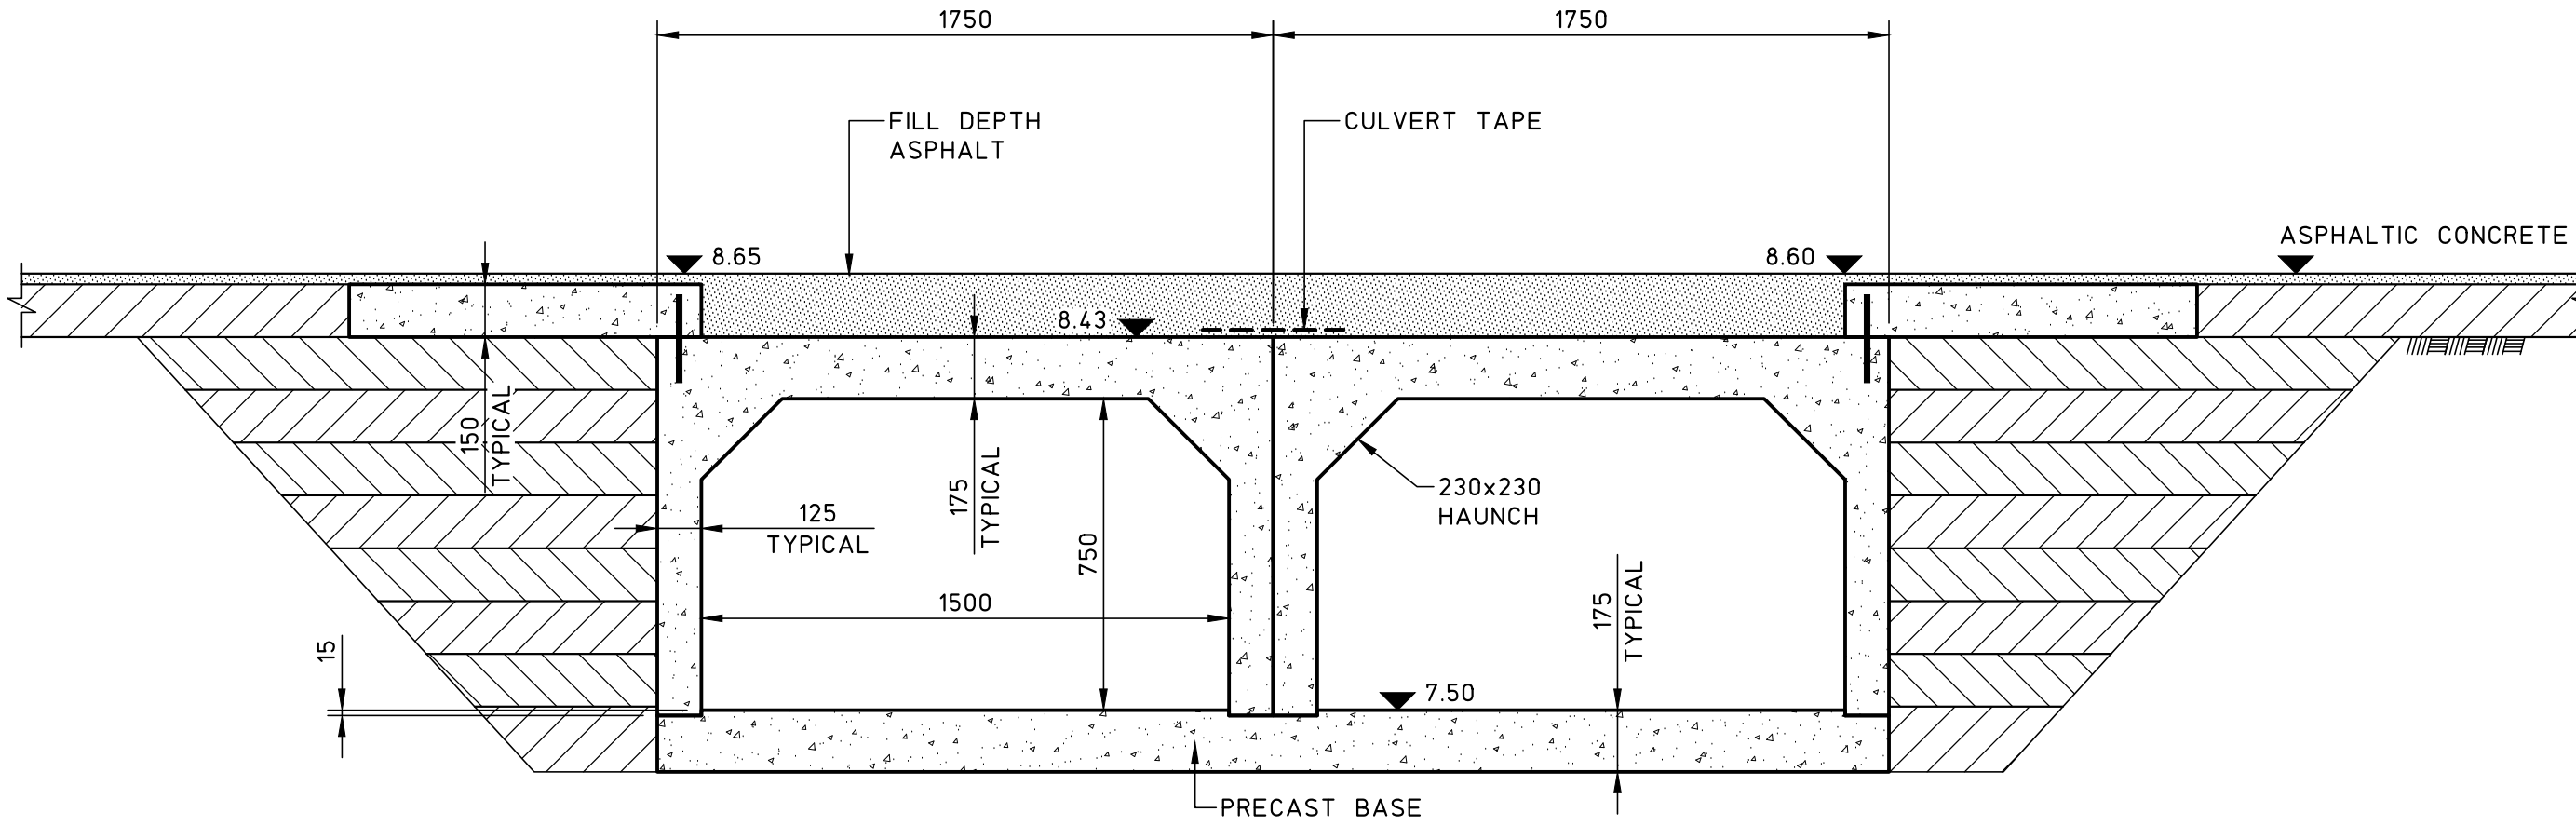 1750
1750
FILL DEPTH
ASPHALT
CULVERT TAPE
ASPHALTIC CONCRETE
8.65
8.60
8.43
150
TYPICAL
175
TYPICAL
230x230
HAUNCH
125
TYPICAL
750
1500
175
TYPICAL
15
7.50
PRECAST BASE